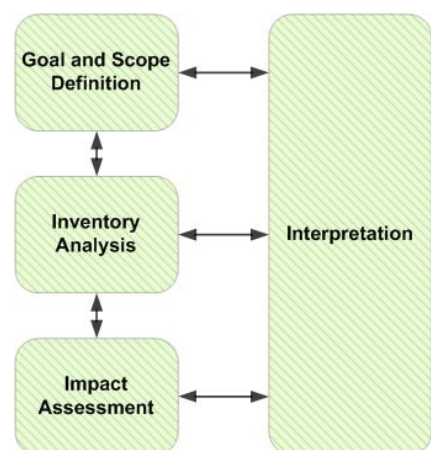 Goal and Scope
Definition
Inventory
Analysis
Interpretation
Impact
Assessment